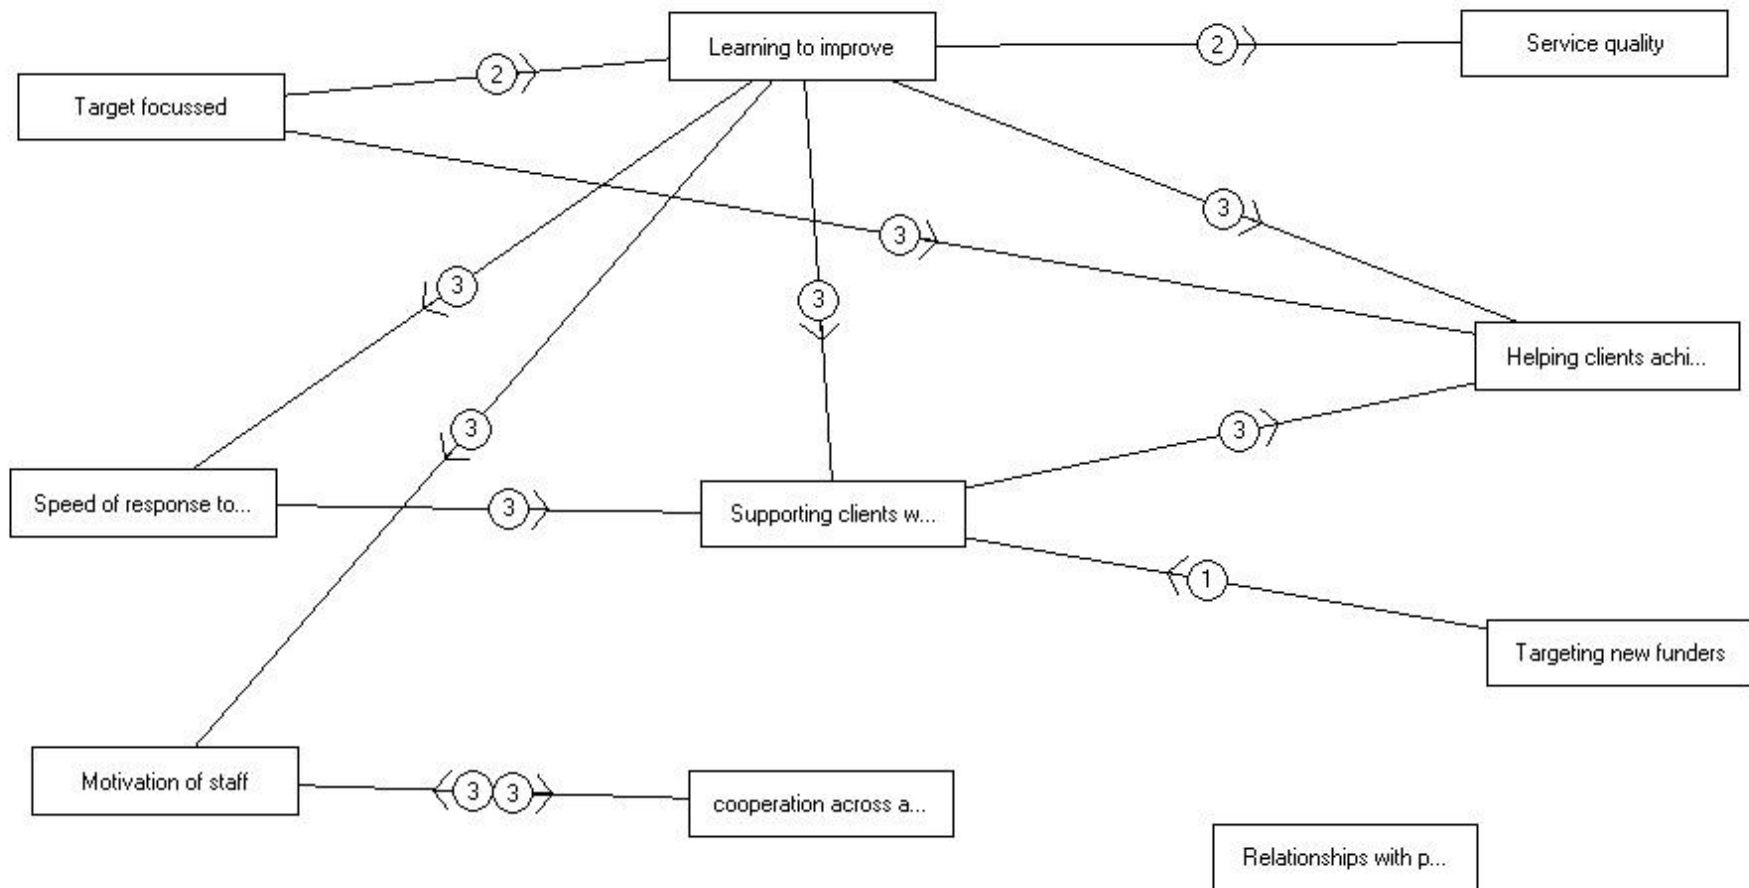 Learning to improve
2
Service quality
2
Target focussed
3
3
3
3
Helping clients achi...
3
3
Speed of response to...
3
Supporting clients w...
1
Targeting new funders
Motivation of staff
3
3
cooperation across a...
Relationships with p...